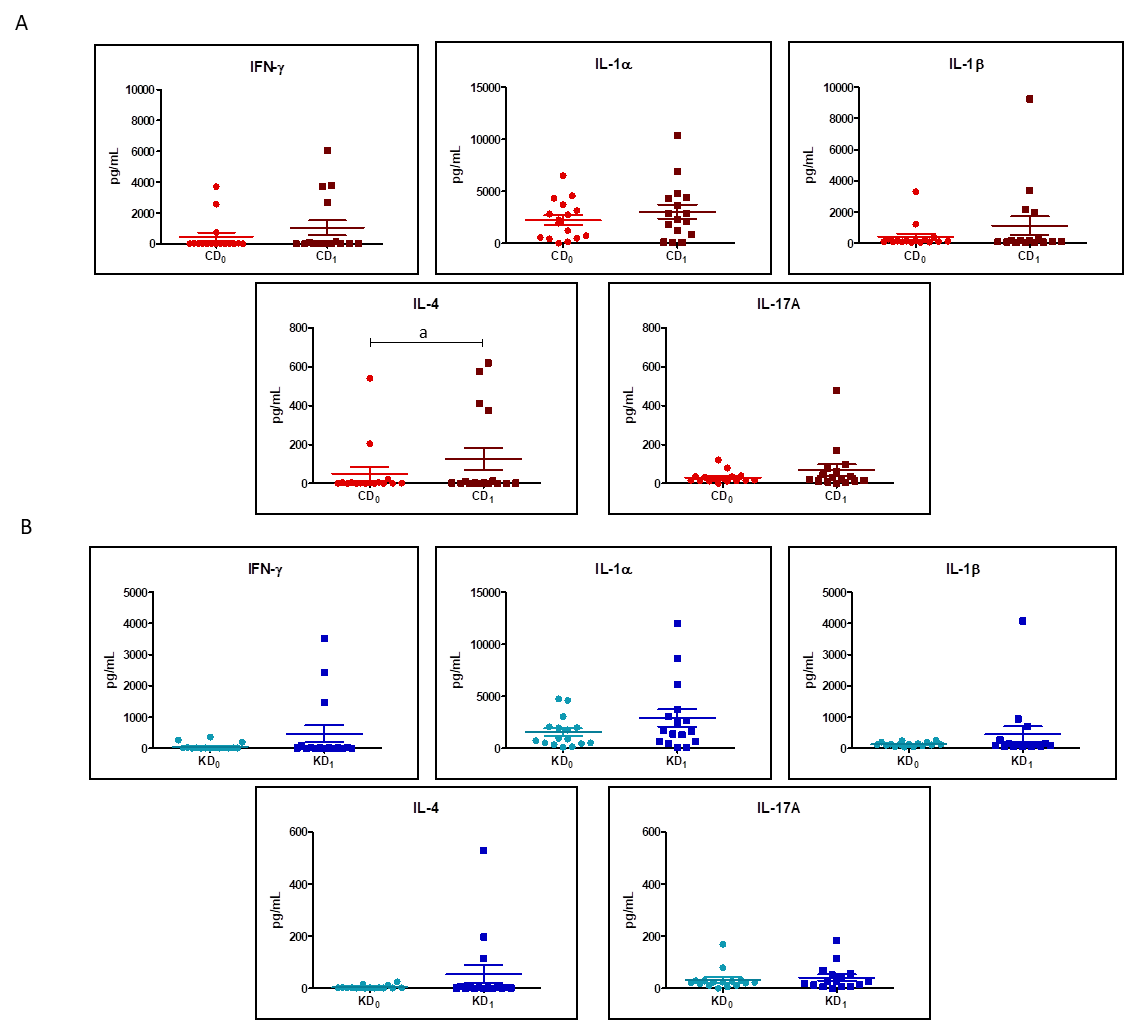 A
IFN-γ
10000
8000
6000
4000
2000
0
pg/mL
CD0
CD1
IL-1α
15000
10000
5000
0
pg/mL
CD0
CD1
IL-1β
10000
8000
6000
4000
2000
0
pg/mL
CD0
CD1
IL-4
800
600
400
200
0
pg/mL
a
CD0
CD1
IL-17A
800
600
400
200
0
pg/mL
CD0
CD1
B
IFN-γ
5000
4000
3000
2000
1000
0
pg/mL
KD0
KD1
IL-1α
15000
10000
5000
0
pg/mL
KD0
KD1
IL-1β
5000
4000
3000
2000
1000
0
pg/mL
KD0
KD1
IL-4
600
400
200
0
pg/mL
KD0
KD1
IL-17A
600
400
200
0
pg/mL
KD0
KD1